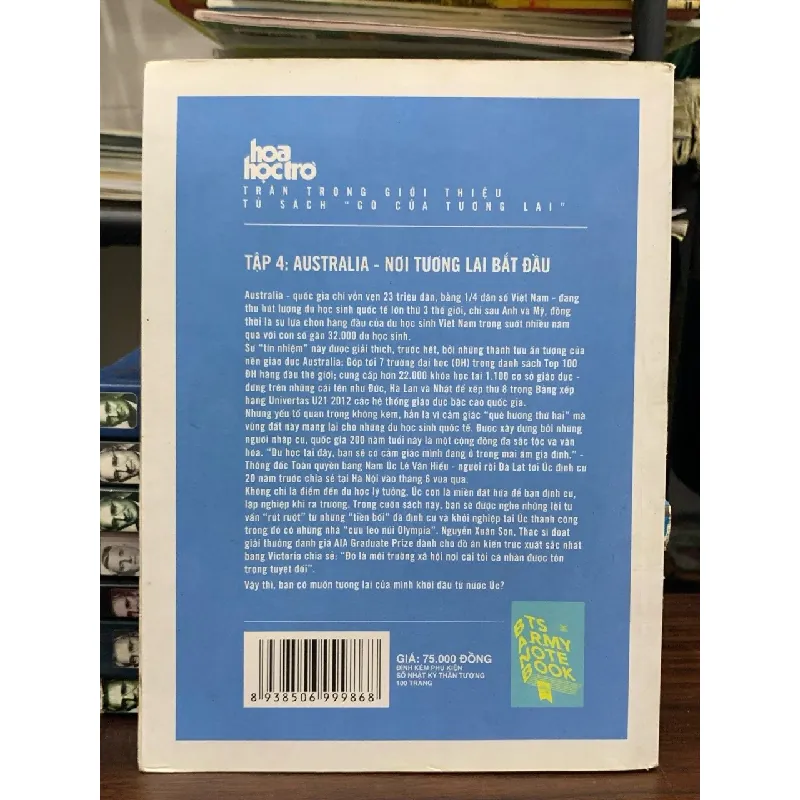 hoa
học trò
TRÂN TRỌNG GIỚI THIỆU
TỦ SÁCH "GÕ CỬA TƯƠNG LAI"
TẬP 4: AUSTRALIA - NƠI TƯƠNG LAI BẮT ĐẦU
Australia - quốc gia chỉ vỏn vẹn 23 triệu dân, bằng 1/4 dân số Việt Nam - đang
thu hút lượng du học sinh quốc tế lớn thứ 3 thế giới, chỉ sau Anh và Mỹ, đồng
thời là sự lựa chọn hàng đầu của du học sinh Việt Nam trong suốt nhiều năm
qua với con số gần 32.000 du học sinh.
Sự "tín nhiệm" này được giải thích, trước hết, bởi những thành tựu ấn tượng của
nền giáo dục Australia: Góp tới 7 trường đại học (ĐH) trong danh sách Top 100
ĐH hàng đầu thế giới; cung cấp hơn 22.000 khóa học tại 1.100 cơ sở giáo dục -
đứng trên những cái tên như Đức, Hà Lan và Nhật để xếp thứ 8 trong Bảng xếp
hạng Univertas U21 2012 các hệ thống giáo dục bậc cao quốc gia.
Nhưng yếu tố quan trọng không kém, hẳn là vì cảm giác "quê hương thứ hai" mà
vùng đất này mang lại cho những du học sinh quốc tế. Được xây dựng bởi những
người nhập cư, quốc gia 200 năm tuổi này là một cộng đồng đa sắc tộc và văn
hóa. "Du học tại đây, bạn sẽ có cảm giác mình đang ở trong mái ấm gia đình." -
Thống đốc Toàn quyền bang Nam Úc Lê Văn Hiếu - người rời Đà Lạt tới Úc định cư
20 năm trước chia sẻ tại Hà Nội vào tháng 6 vừa qua.
Không chỉ là điểm đến du học lý tưởng, Úc còn là miền đất hứa để bạn định cư,
lập nghiệp khi ra trường. Trong cuốn sách này, bạn sẽ được nghe những lời tư
vấn "rút ruột" từ những "tiền bối" đã định cư và khởi nghiệp tại Úc thành công
trong đó có những nhà "cựu leo núi Olympia". Nguyễn Xuân Son, Thạc sĩ đoạt
giải thưởng danh giá AIA Graduate Prize dành cho đồ án kiến trúc xuất sắc nhất
bang Victoria chia sẻ: "Đó là môi trường xã hội nơi cái tôi cá nhân được tôn
trọng tuyệt đối".
Vậy thì, bạn có muốn tương lai của mình khởi đầu từ nước Úc?
8 938506 999868
GIÁ: 75.000 ĐỒNG
ĐÍNH KÈM PHỤ KIỆN
SỔ NHẬT KÝ THẦN TƯỢNG
100 TRANG
BTS
ARMY
NOTE
BOOK